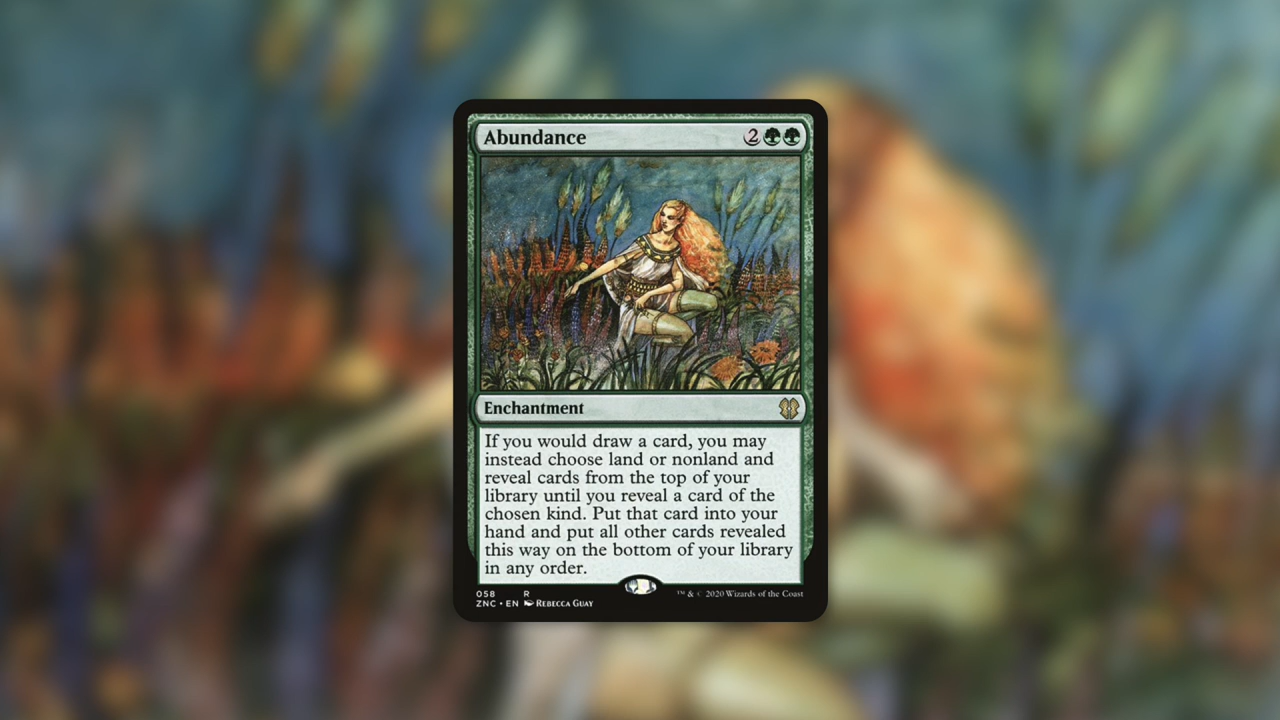 Abundance 2
Enchantment
If you would draw a card, you may
instead choose land or nonland and
reveal cards from the top of your
library until you reveal a card of the
chosen kind. Put that card into your
hand and put all other cards revealed
this way on the bottom of your library
in any order.
058 R
ZNC • EN Rebecca Guay
™ & © 2020 Wizards of the Coast